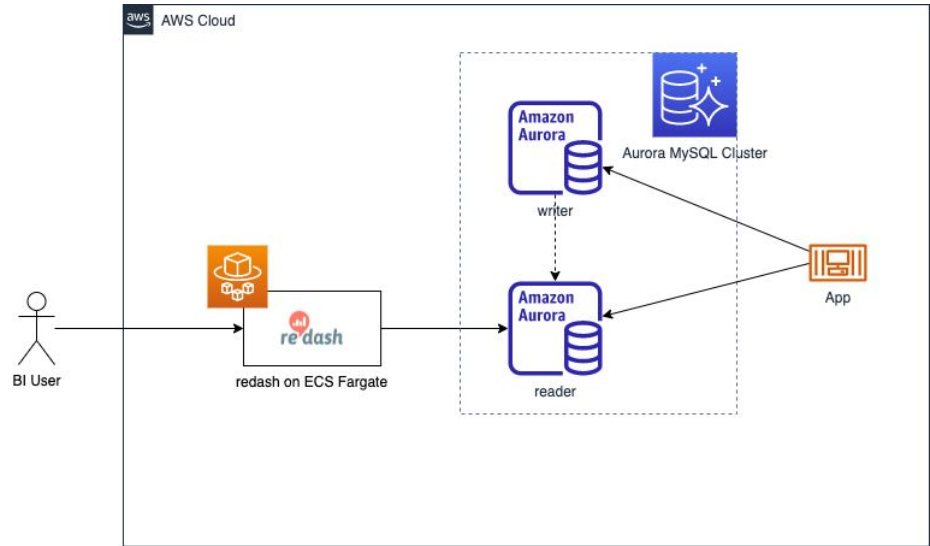 aws
AWS Cloud
Amazon
Aurora
Aurora MySQL Cluster
writer
App
Amazon
Aurora
reader
redash
redash on ECS Fargate
BI User